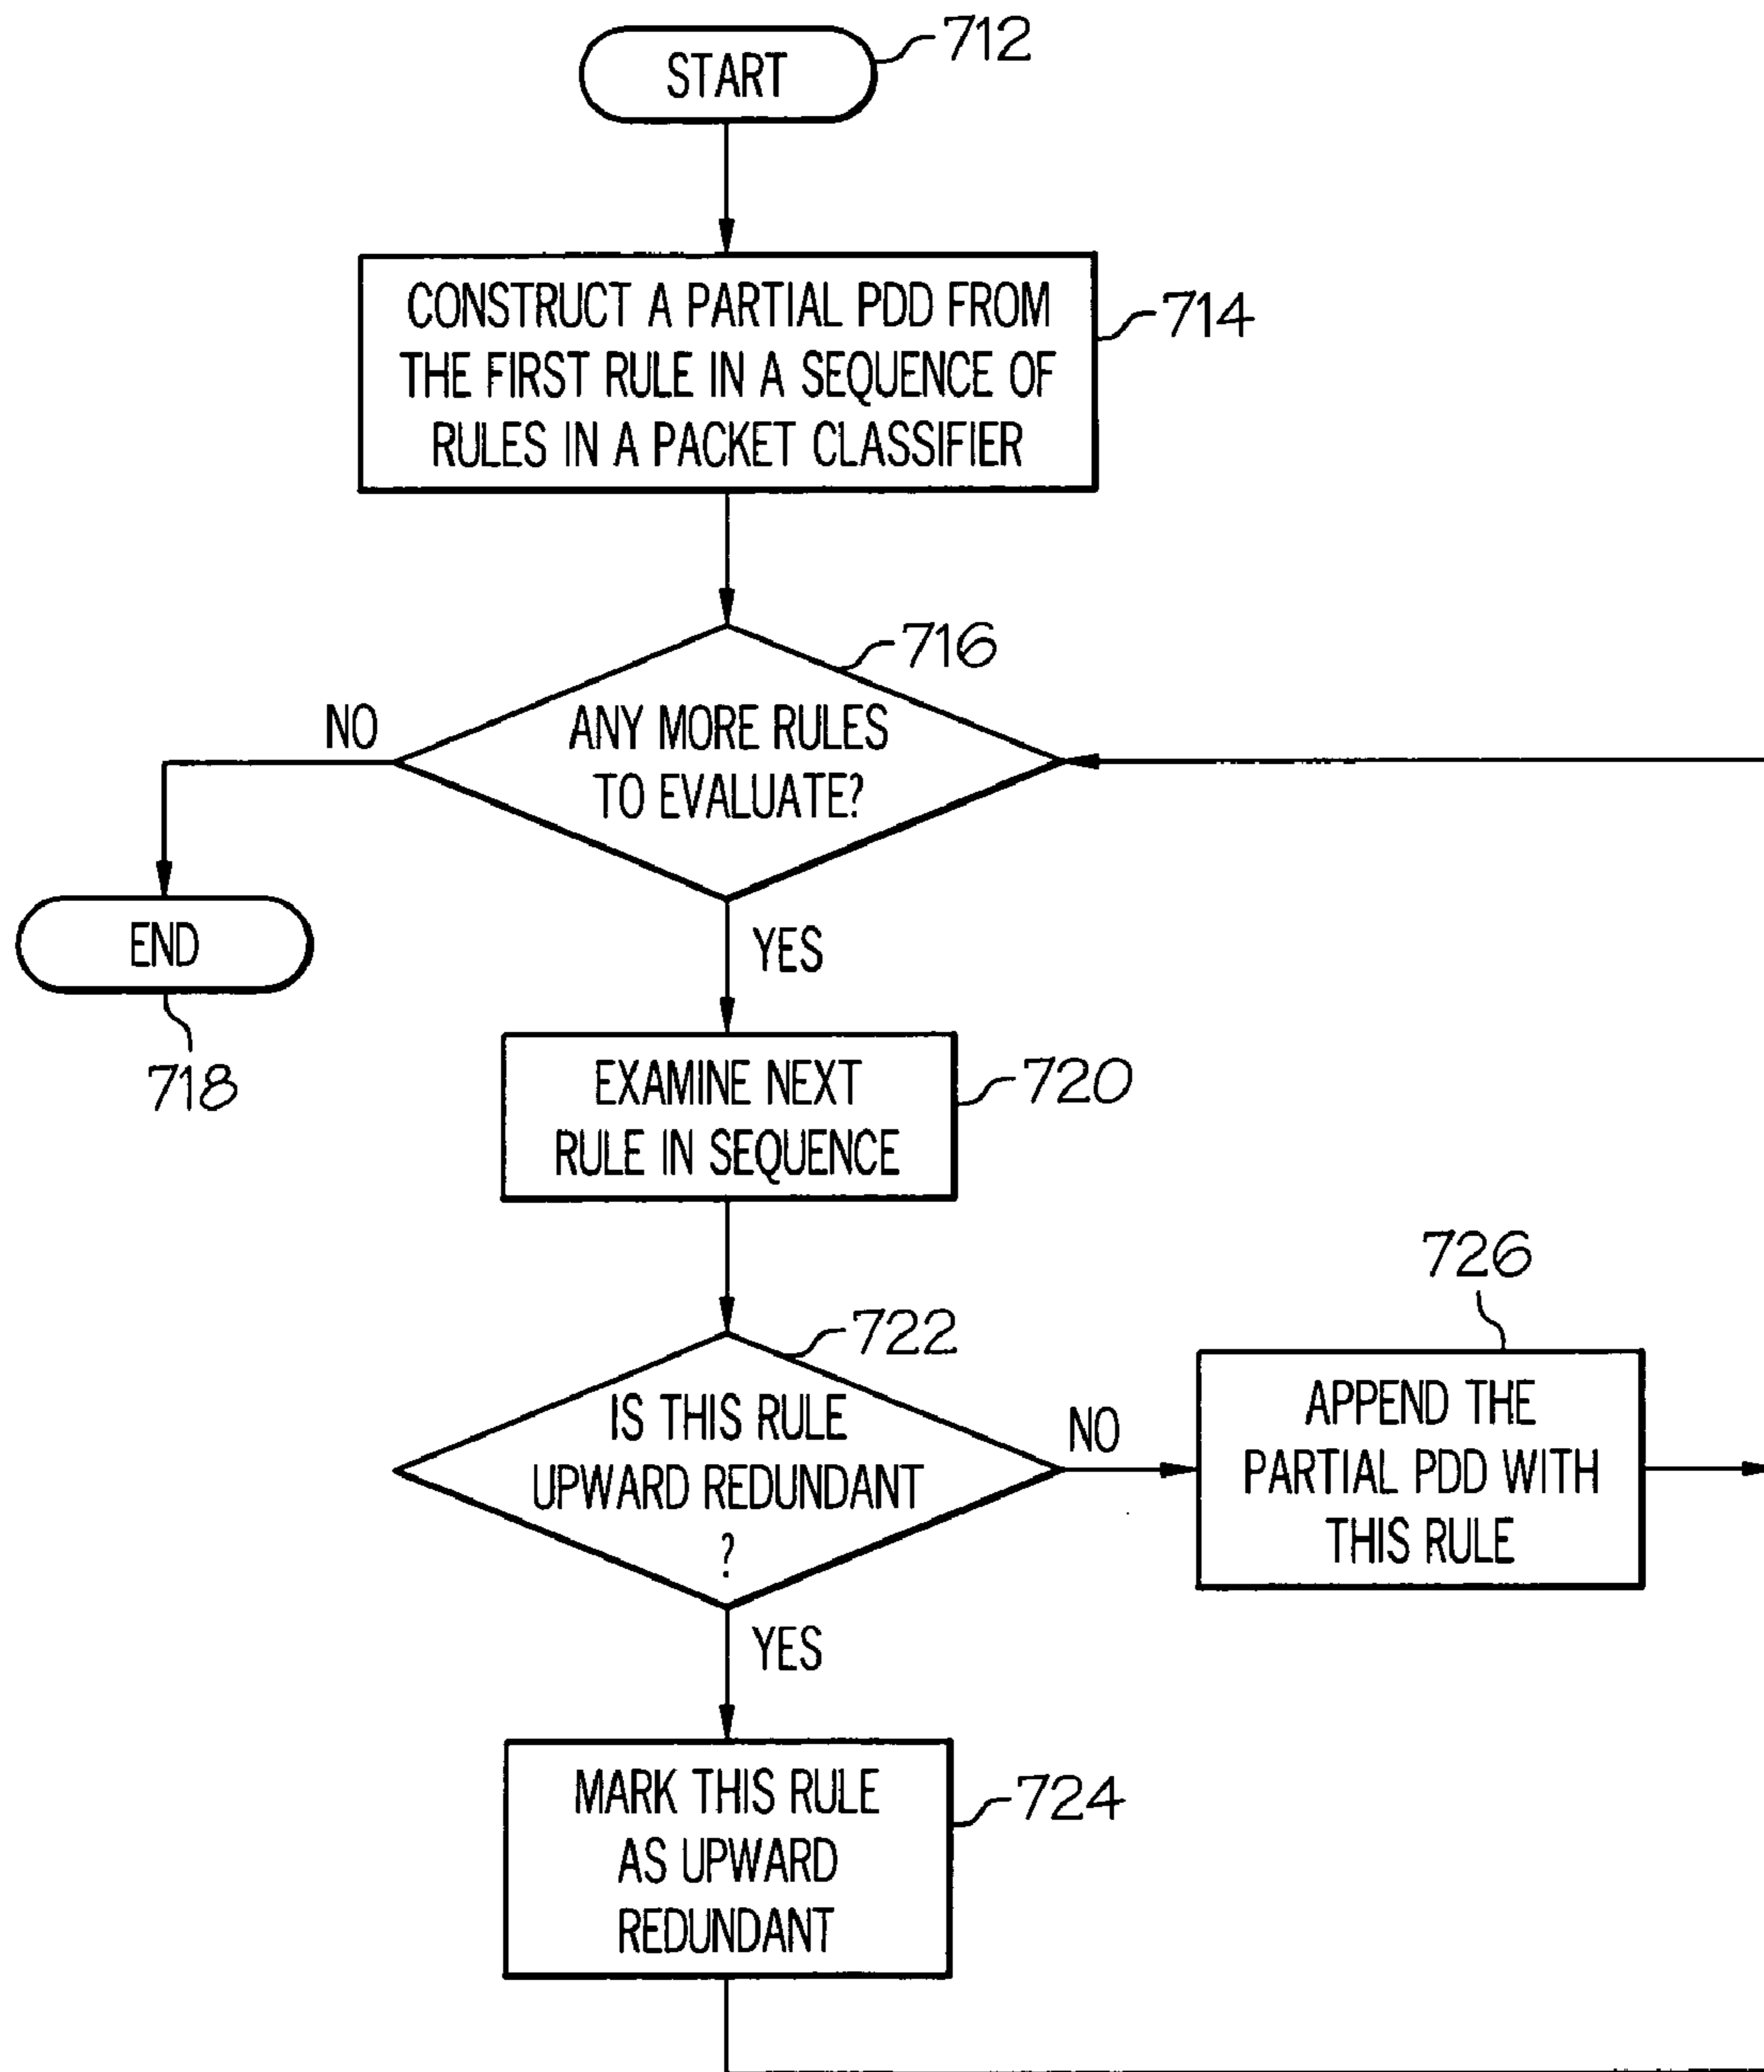 START
712
CONSTRUCT A PARTIAL PDD FROM
THE FIRST RULE IN A SEQUENCE OF
RULES IN A PACKET CLASSIFIER
714
716
ANY MORE RULES
TO EVALUATE?
NO
YES
END
718
EXAMINE NEXT
RULE IN SEQUENCE
720
722
IS THIS RULE
UPWARD REDUNDANT
?
NO
YES
726
APPEND THE
PARTIAL PDD WITH
THIS RULE
MARK THIS RULE
AS UPWARD
REDUNDANT
724